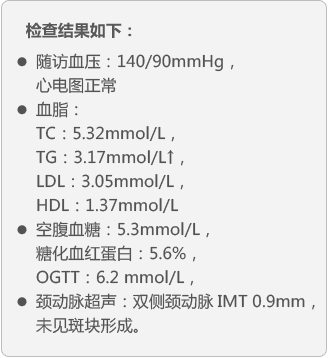 检查结果如下：
● 随访血压：140/90mmHg，
心电图正常
● 血脂：
TC：5.32mmol/L，
TG：3.17mmol/L↑，
LDL：3.05mmol/L，
HDL：1.37mmol/L
● 空腹血糖：5.3mmol/L，
糖化血红蛋白：5.6%，
OGTT：6.2 mmol/L，
● 颈动脉超声：双侧颈动脉 IMT 0.9mm，
未见斑块形成。